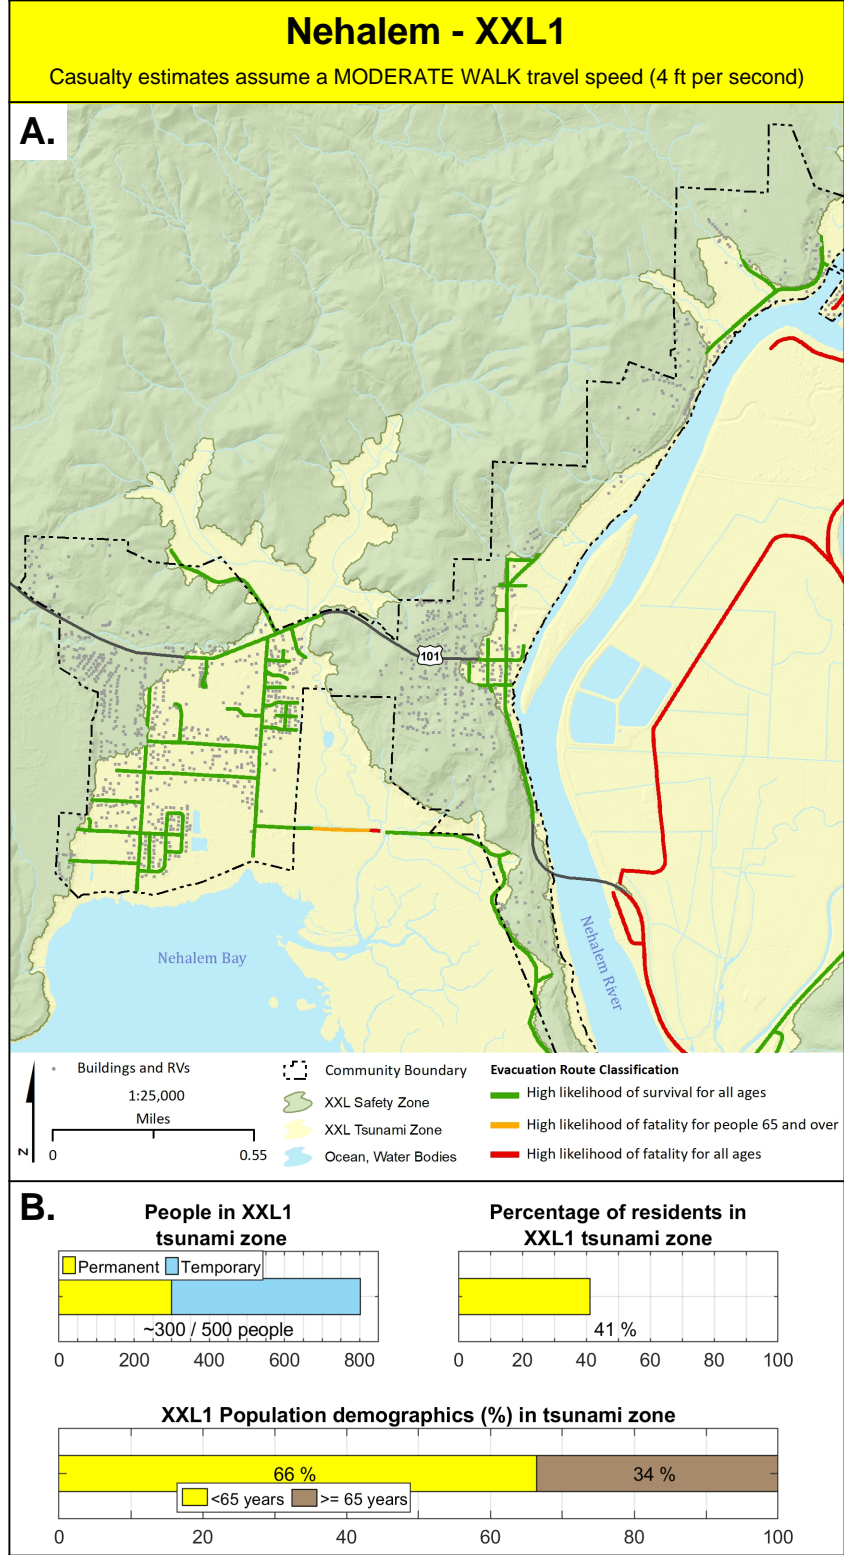 Nehalem - XXL1
Casualty estimates assume a MODERATE WALK travel speed (4 ft per second)
A.
101
Nehalem Bay
Nehalem River
N
Buildings and RVs
1:25,000
Miles
0 0.55
Community Boundary
XXL Safety Zone
XXL Tsunami Zone
Ocean, Water Bodies
Evacuation Route Classification
High likelihood of survival for all ages
High likelihood of fatality for people 65 and over
High likelihood of fatality for all ages
B.
People in XXL1
tsunami zone
Permanent Temporary
~300 / 500 people
0 200 400 600 800
Percentage of residents in
XXL1 tsunami zone
41 %
0 20 40 60 80 100
XXL1 Population demographics (%) in tsunami zone
66 % 34 %
<65 years >= 65 years
0 20 40 60 80 100